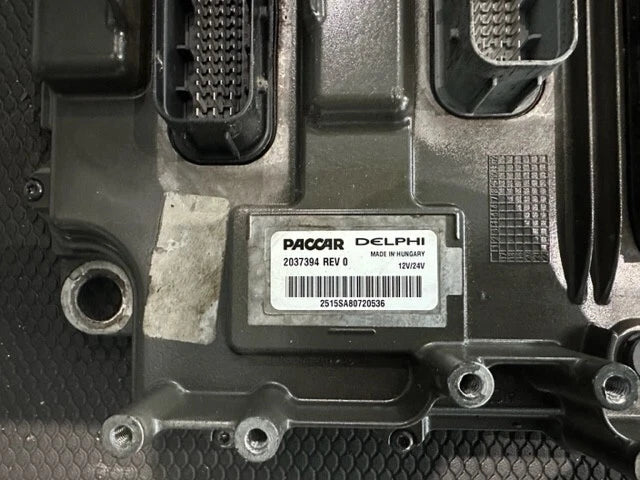 PACCAR DELPHI
MADE IN HUNGARY
2037394 REV 0
12V/24V
2515SA80720536